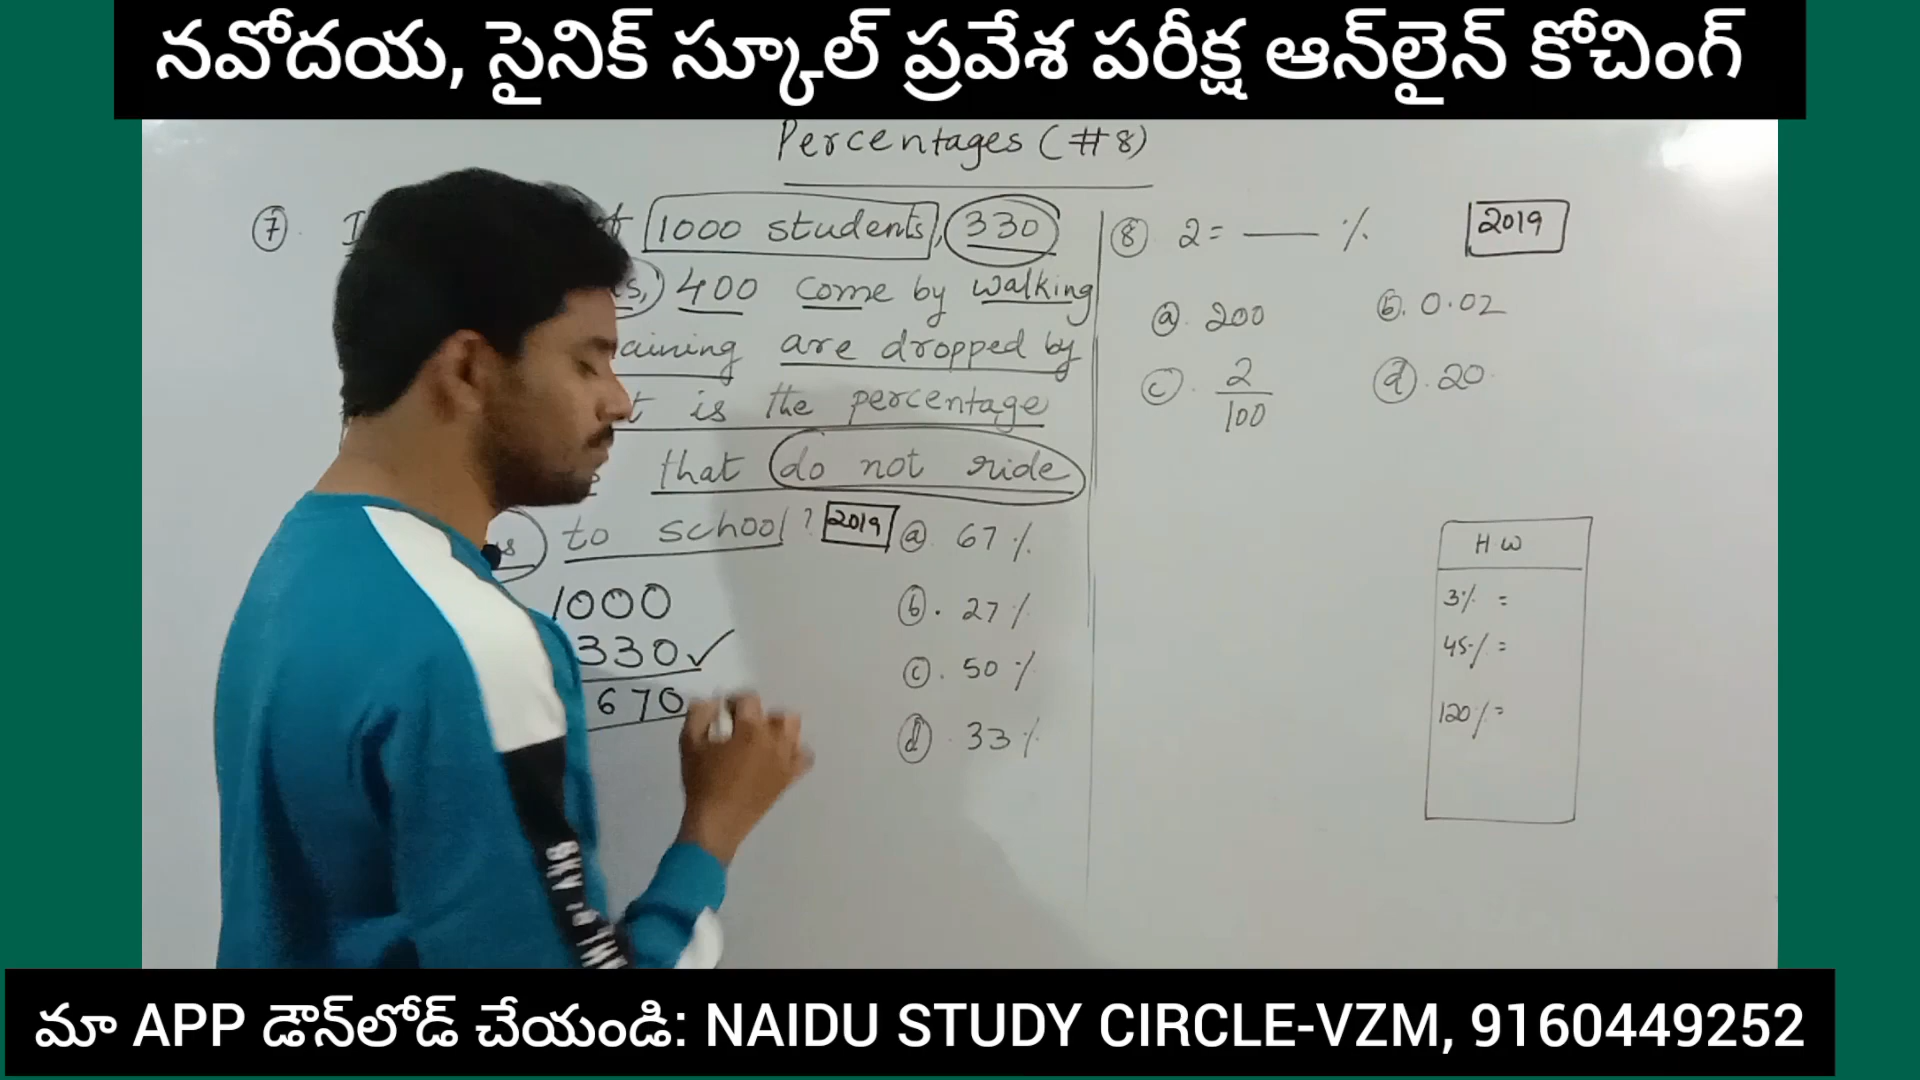 నవోదయ, సైనిక్ స్కూల్ ప్రవేశ పరీక్ష ఆన్‌లైన్ కోచింగ్
Percentages (#8)
7. 1000 students, 330
400 come by walking
are dropped by
is the percentage
that do not ride
to school? 2019
a. 67%
b. 27%
c. 50%
d. 33%
1000
330✓
670
8. 2 = ___ % 2019
a. 200 b. 0.02
c. 2/100 d. 20
HW
3% =
45% =
120% =
SKY
మా APP డౌన్‌లోడ్ చేయండి: NAIDU STUDY CIRCLE-VZM, 9160449252